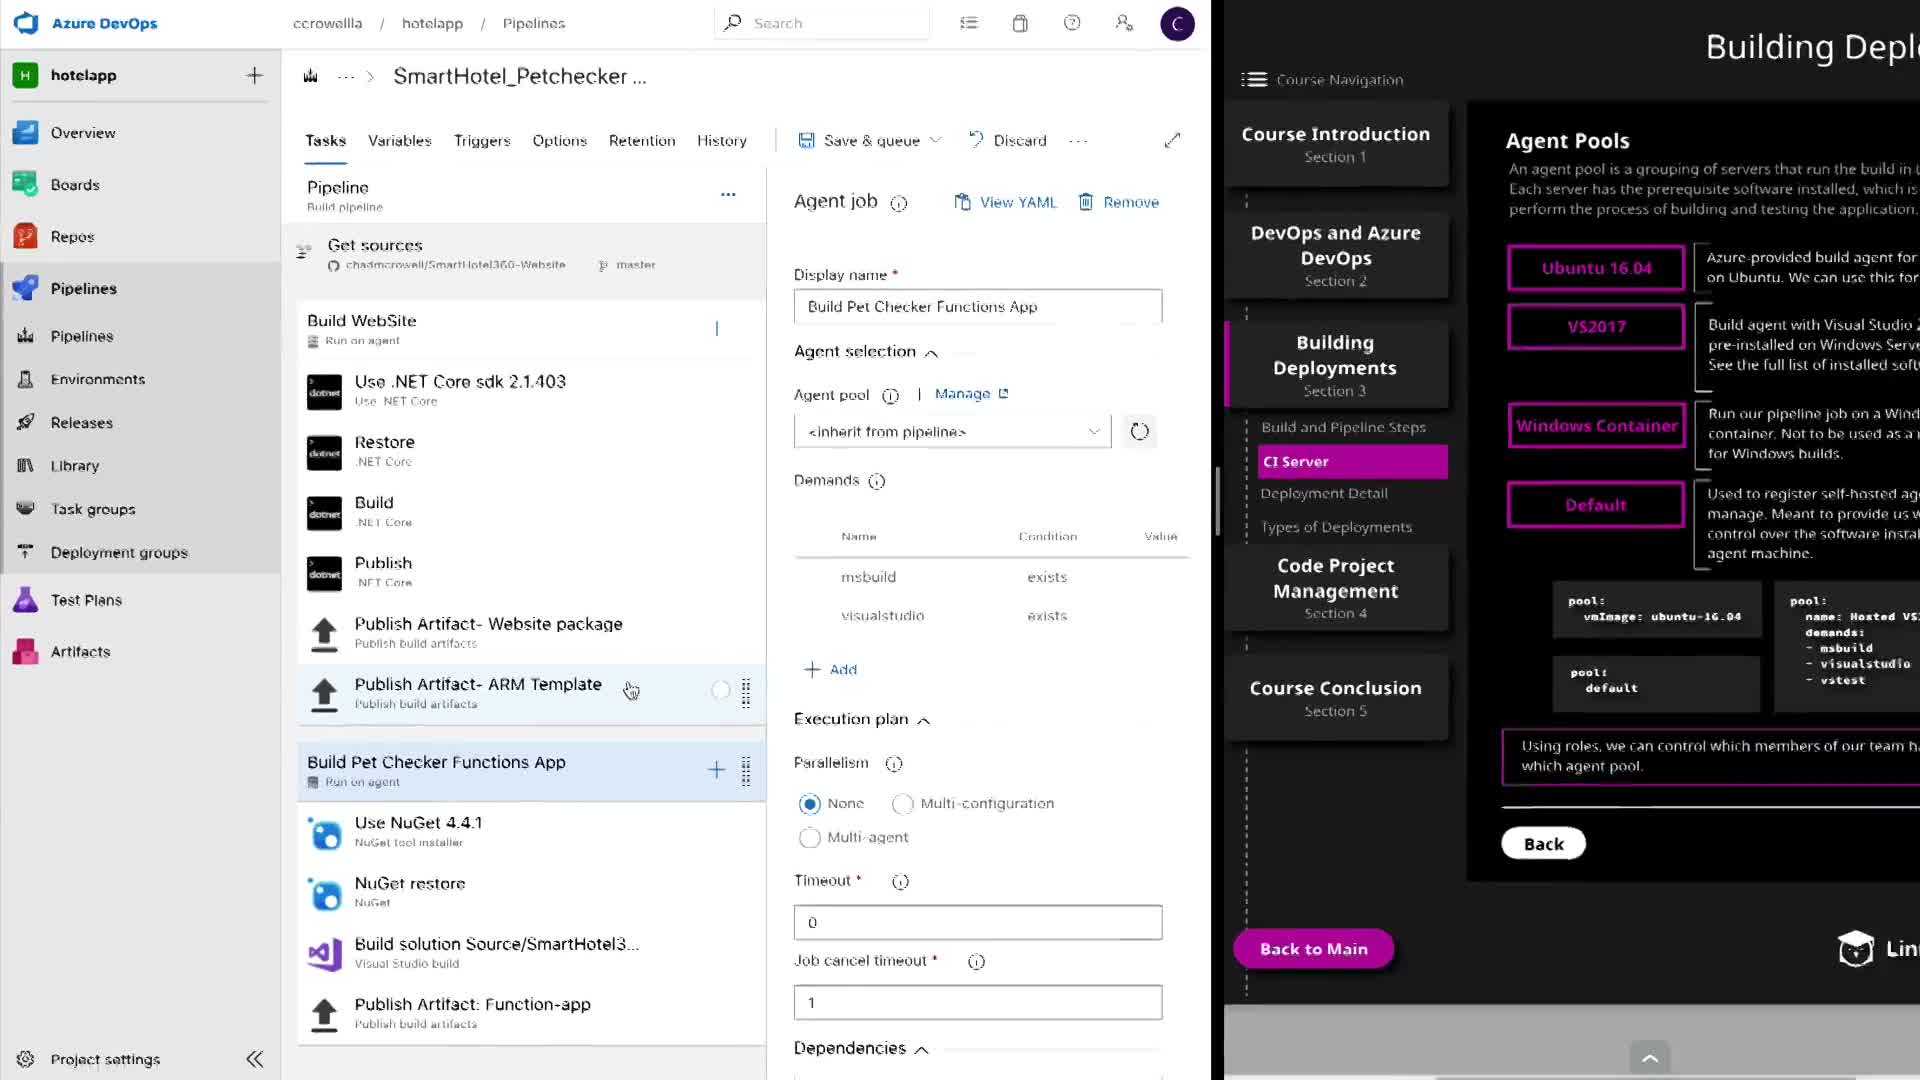 Azure DevOps
ccrowellla / hotelapp / Pipelines
Search
C
H
hotelapp
Overview
Boards
Repos
Pipelines
Pipelines
Environments
Releases
Library
Task groups
Deployment groups
Test Plans
Artifacts
Project settings
SmartHotel_Petchecker ...
Tasks
Variables
Triggers
Options
Retention
History
Save & queue
Discard
Pipeline
Build pipeline
Get sources
chadmcrowell/SmartHotel360-Website
master
Build WebSite
Run on agent
dotnet
Use .NET Core sdk 2.1.403
Use .NET Core
dotnet
Restore
.NET Core
dotnet
Build
.NET Core
dotnet
Publish
.NET Core
Publish Artifact- Website package
Publish build artifacts
Publish Artifact- ARM Template
Publish build artifacts
Build Pet Checker Functions App
Run on agent
Use NuGet 4.4.1
NuGet tool installer
NuGet restore
NuGet
Build solution Source/SmartHotel3...
Visual Studio build
Publish Artifact: Function-app
Publish build artifacts
Agent job
View YAML
Remove
Display name *
Build Pet Checker Functions App
Agent selection
Agent pool
| Manage
<inherit from pipeline>
Demands
Name Condition Value
msbuild exists
visualstudio exists
Add
Execution plan
Parallelism
None
Multi-configuration
Multi-agent
Timeout *
0
Job cancel timeout *
1
Dependencies
Building Depl
Course Navigation
Course Introduction
Section 1
DevOps and Azure
DevOps
Section 2
Building
Deployments
Section 3
Build and Pipeline Steps
CI Server
Deployment Detail
Types of Deployments
Code Project
Management
Section 4
Course Conclusion
Section 5
Back to Main
Agent Pools
An agent pool is a grouping of servers that run the build in
Each server has the prerequisite software installed, which is
perform the process of building and testing the application.
Ubuntu 16.04
Azure-provided build agent for
on Ubuntu. We can use this for
VS2017
Build agent with Visual Studio
pre-installed on Windows Serve
See the full list of installed soft
Windows Container
Run our pipeline job on a Wind
container. Not to be used as a
for Windows builds.
Default
Used to register self-hosted age
manage. Meant to provide us w
control over the software instal
agent machine.
pool:
vmImage: ubuntu-16.04
pool:
default
pool:
name: Hosted VS
demands:
- msbuild
- visualstudio
- vstest
Using roles, we can control which members of our team ha
which agent pool.
Back
Lin